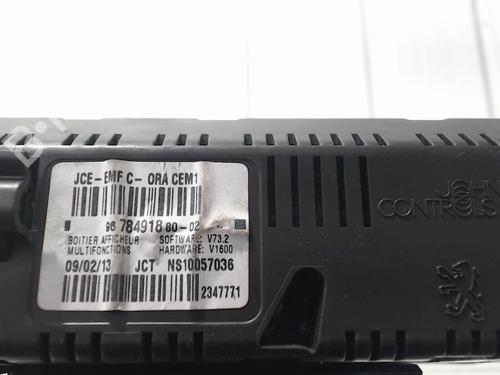 JCE-EMF C- ORA CEM1
96 784918 80-02
BOITIER AFFICHEUR SOFTWARE: V73.2
MULTIFONCTIONS HARDWARE: V1600
09/02/13 JCT NS10057036
2347771
JOHN
CONTROLS